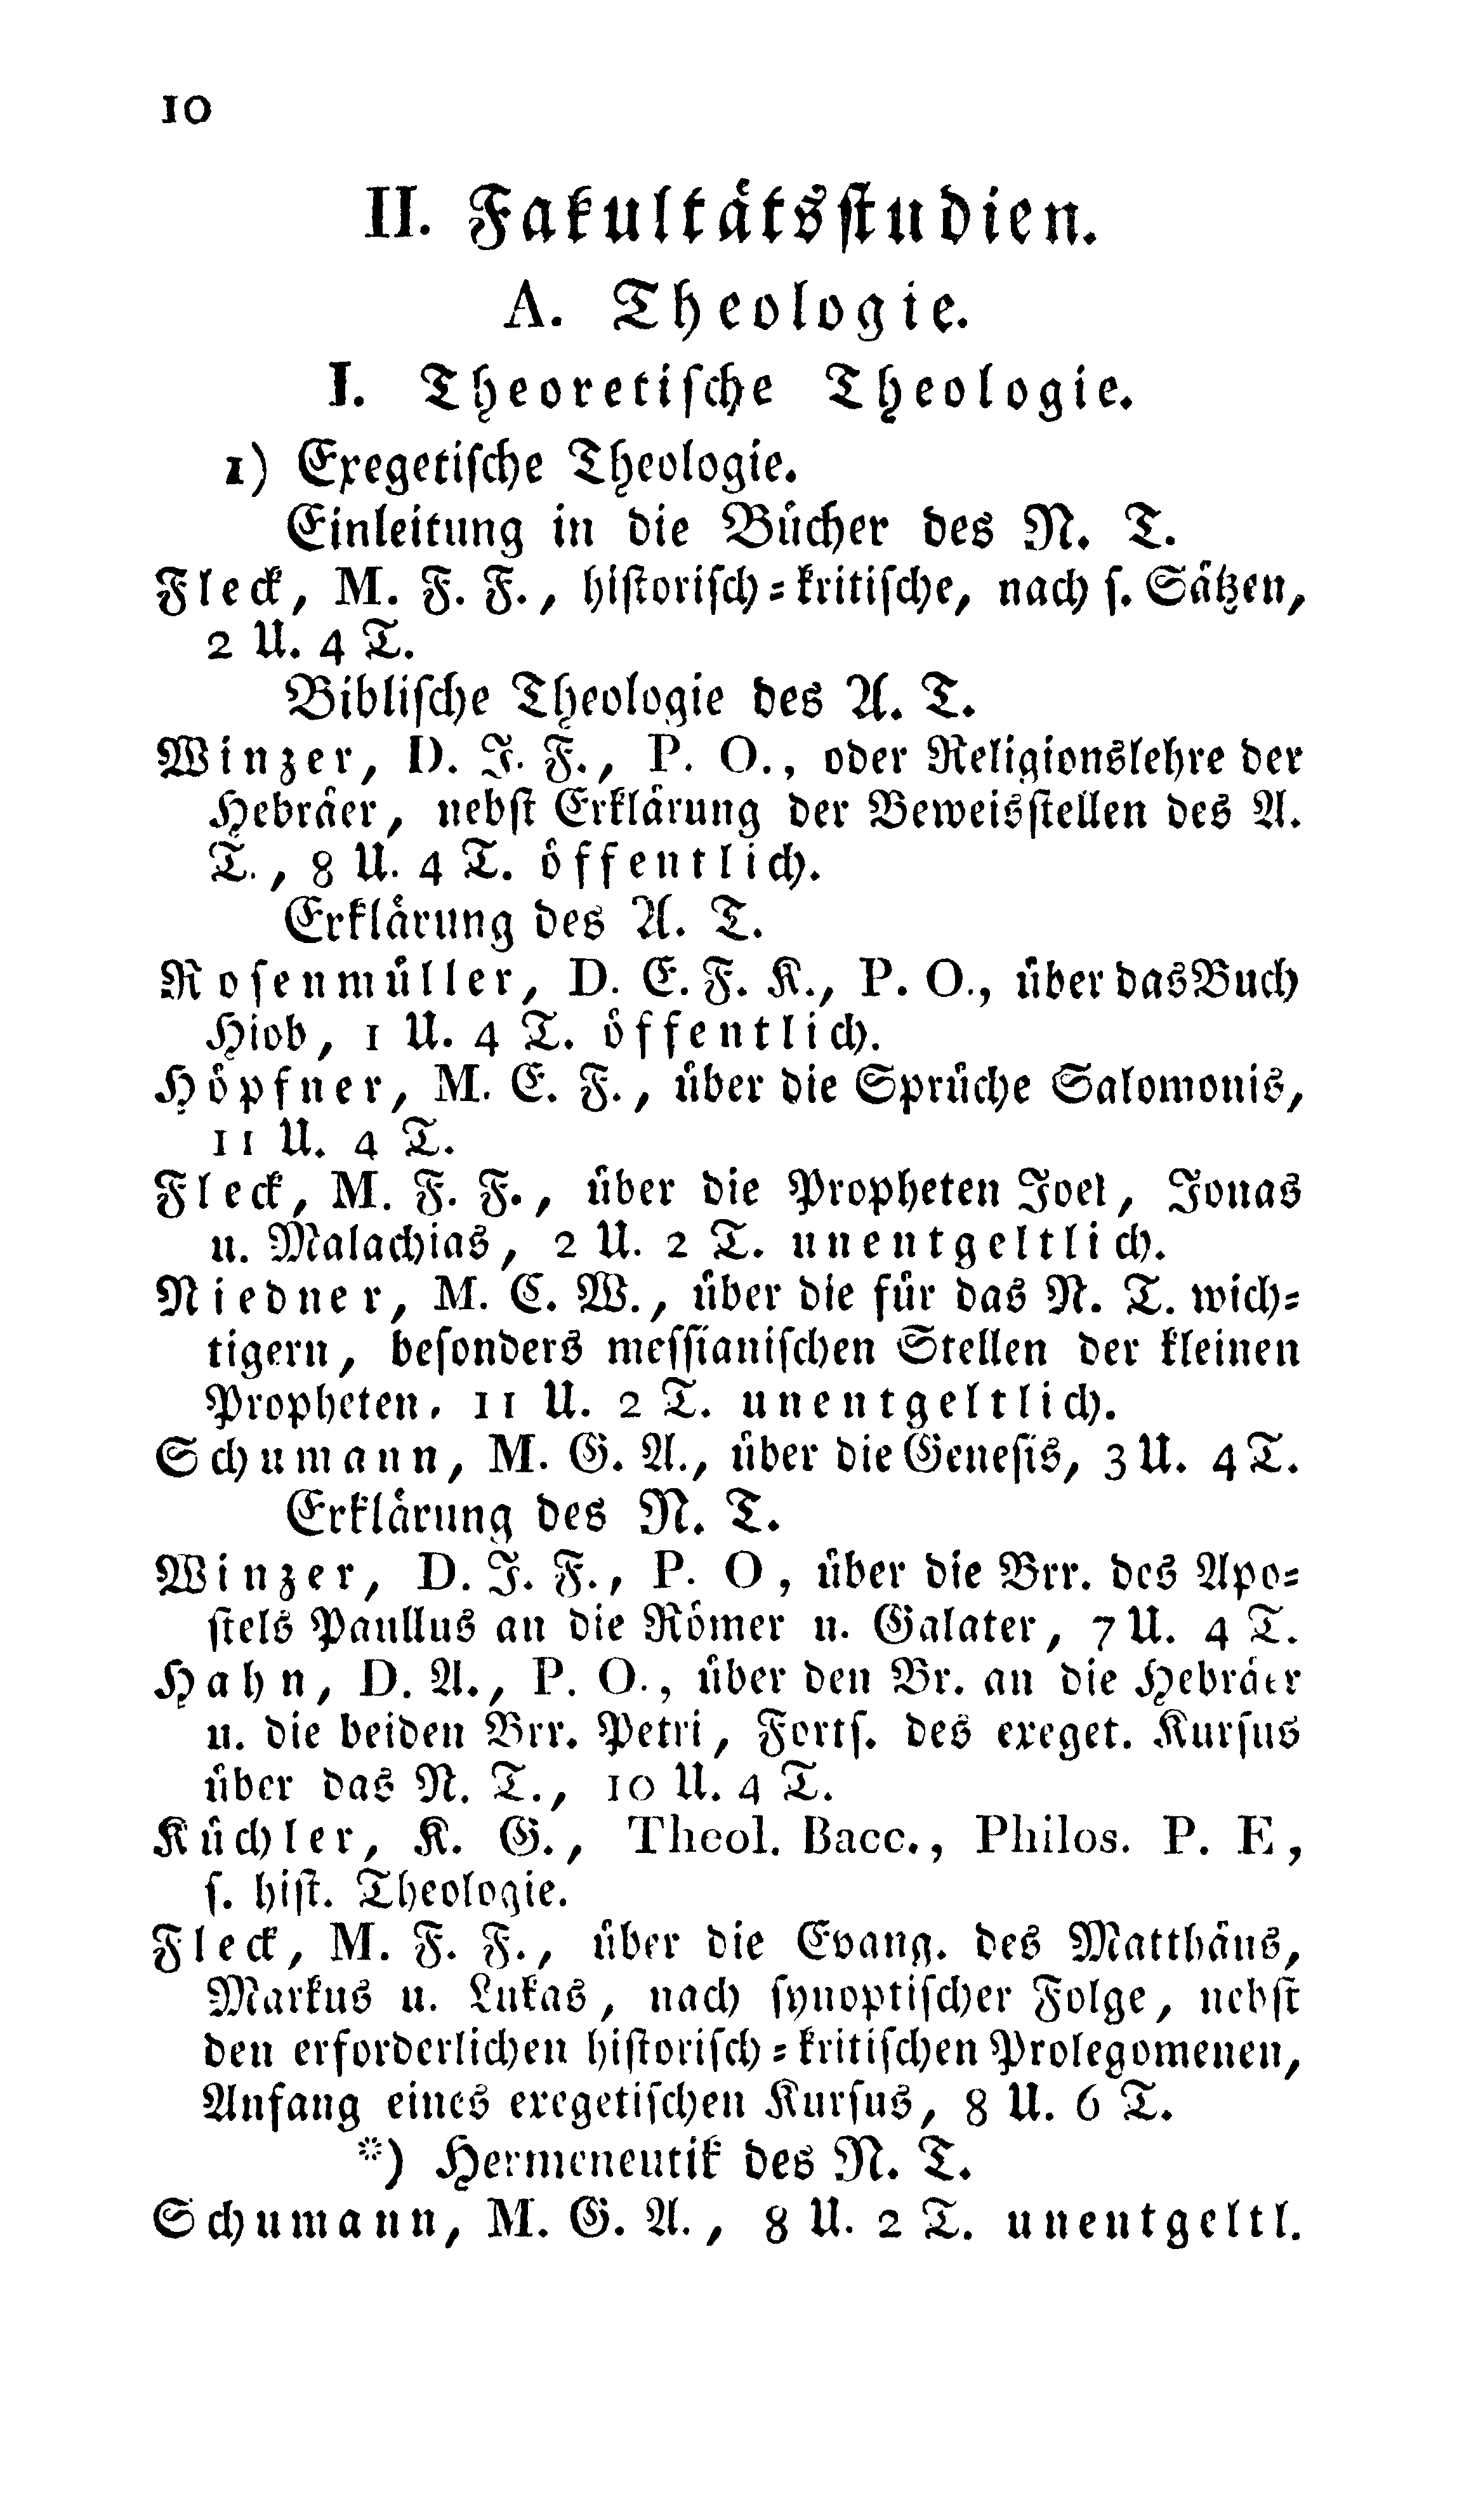 10
II. Fakultätsstudien.
A. Theologie.
I. Theoretische Theologie.
1) Exegetische Theologie.
Einleitung in die Bücher des N. T.
Fleck, M. F. F., historisch=kritische, nach s. Sätzen,
2 U. 4 T.
Biblische Theologie des A. T.
Winzer, D. J. F., P. O., oder Religionslehre der
Hebräer, nebst Erklärung der Beweisstellen des A.
T., 8 U. 4 T. öffentlich.
Erklärung des A. T.
Rosenmüller, D. E. F. K., P. O., über das Buch
Hiob, 1 U. 4 T. öffentlich.
Höpfner, M. E. F., über die Sprüche Salomonis,
11 U. 4 T.
Fleck, M. F. F., über die Propheten Joel, Jonas
u. Malachias, 2 U. 2 T. unentgeltlich.
Niedner, M. C. W., über die für das N. T. wich=
tigern, besonders messianischen Stellen der kleinen
Propheten, 11 U. 2 T. unentgeltlich.
Schumann, M. G. A., über die Genesis, 3 U. 4 T.
Erklärung des N. T.
Winzer, D. J. F., P. O, über die Brr. des Apo=
stels Paullus an die Römer u. Galater, 7 U. 4 T.
Hahn, D. A., P. O., über den Br. an die Hebräer
u. die beiden Brr. Petri, Forts. des exeget. Kursus
über das N. T., 10 U. 4 T.
Küchler, K. G., Theol. Bacc., Philos. P. E,
s. hist. Theologie.
Fleck, M. F. F., über die Evang. des Matthäus,
Markus u. Lukas, nach synoptischer Folge, nebst
den erforderlichen historisch=kritischen Prolegomenen,
Anfang eines exegetischen Kursus, 8 U. 6 T.
*) Hermeneutik des N. T.
Schumann, M. G. A., 8 U. 2 T. unentgeltl.